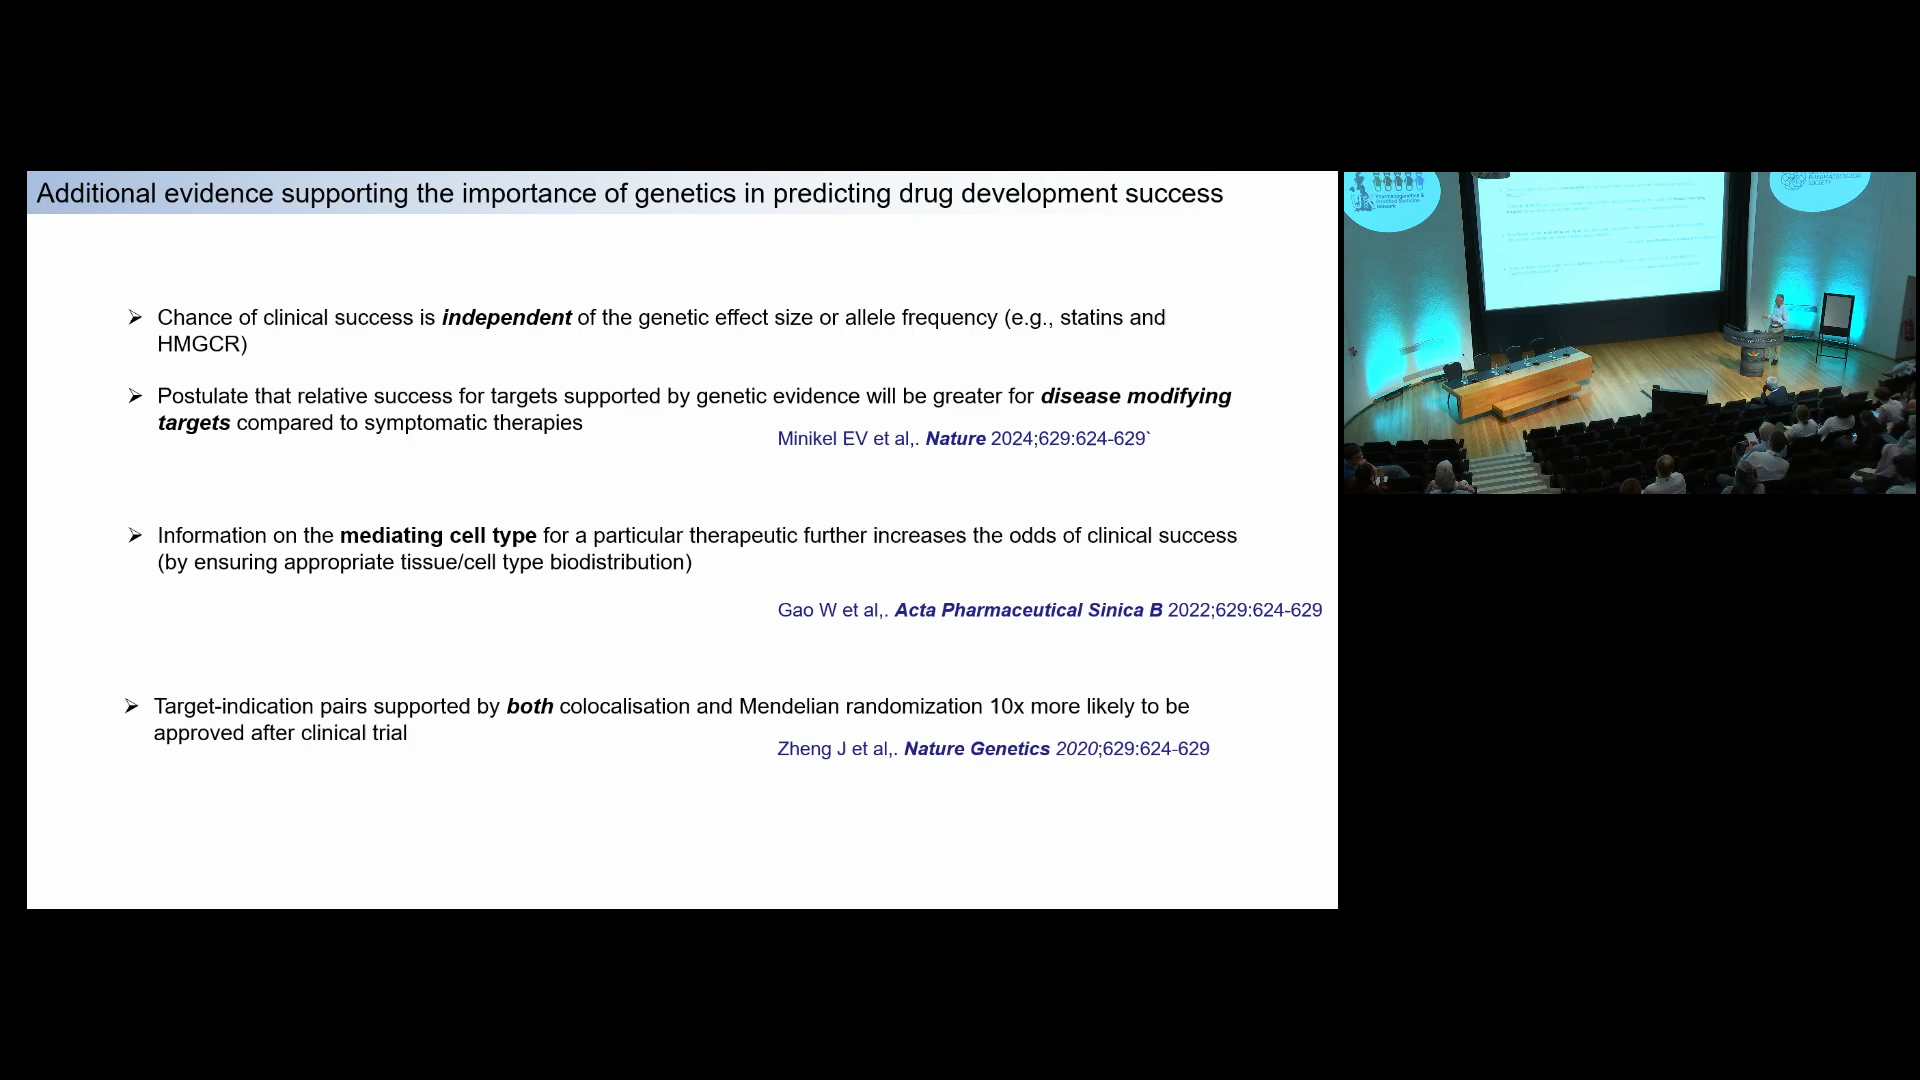 Additional evidence supporting the importance of genetics in predicting drug development success
➢ Chance of clinical success is independent of the genetic effect size or allele frequency (e.g., statins and
HMGCR)
➢ Postulate that relative success for targets supported by genetic evidence will be greater for disease modifying
targets compared to symptomatic therapies
Minikel EV et al,. Nature 2024;629:624-629`
➢ Information on the mediating cell type for a particular therapeutic further increases the odds of clinical success
(by ensuring appropriate tissue/cell type biodistribution)
Gao W et al,. Acta Pharmaceutical Sinica B 2022;629:624-629
➢ Target-indication pairs supported by both colocalisation and Mendelian randomization 10x more likely to be
approved after clinical trial
Zheng J et al,. Nature Genetics 2020;629:624-629
Pharmacogenetics &
Stratified Medicine
Network
PHARMACOLOGICAL
SOCIETY